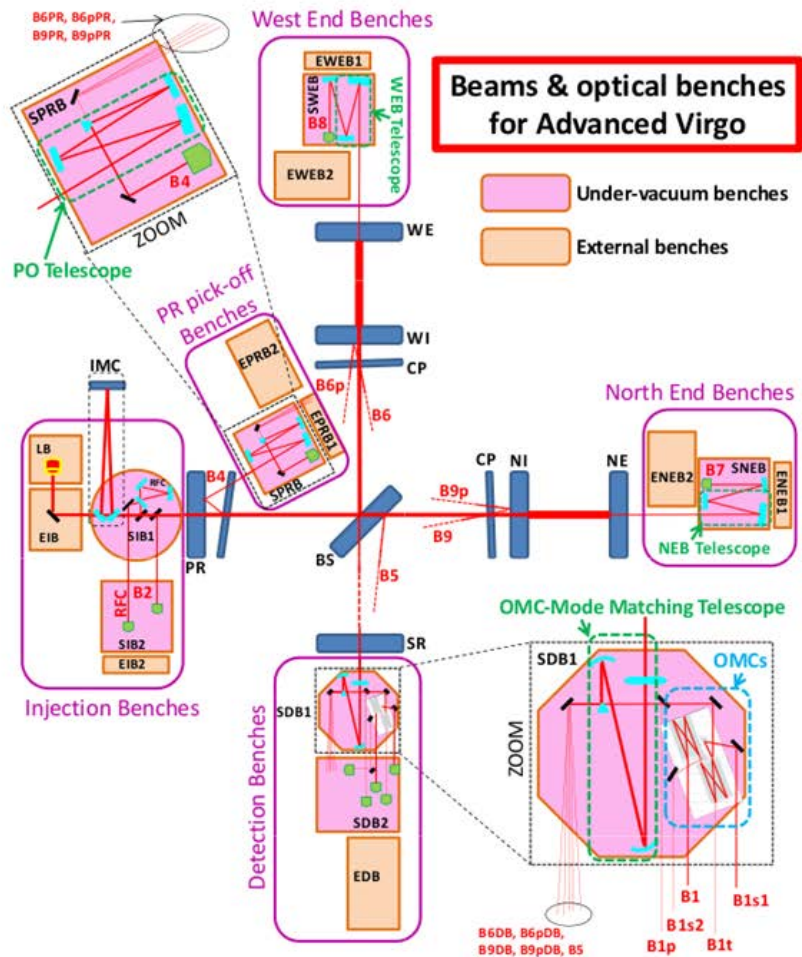 B6PR, B6pPR,
B9PR, B9pPR
SPRB
B4
ZOOM
PO Telescope
West End Benches
EWEB1
SWEB
B8
WEB Telescope
EWEB2
Beams & optical benches
for Advanced Virgo
Under-vacuum benches
External benches
WE
WI
CP
B6p
B6
PR pick-off
Benches
EPRB2
EPRB1
SPRB
IMC
LB
EIB
RFC
SIB1
B4
PR
RFC
B2
SIB2
EIB2
Injection Benches
BS
B5
B9p
B9
CP
NI
NE
North End Benches
ENEB2
B7
SNEB
ENEB1
NEB Telescope
SR
SDB1
SDB2
EDB
Detection Benches
OMC-Mode Matching Telescope
SDB1
OMCs
ZOOM
B6DB, B6pDB,
B9DB, B9pDB, B5
B1
B1s1
B1s2
B1p
B1t